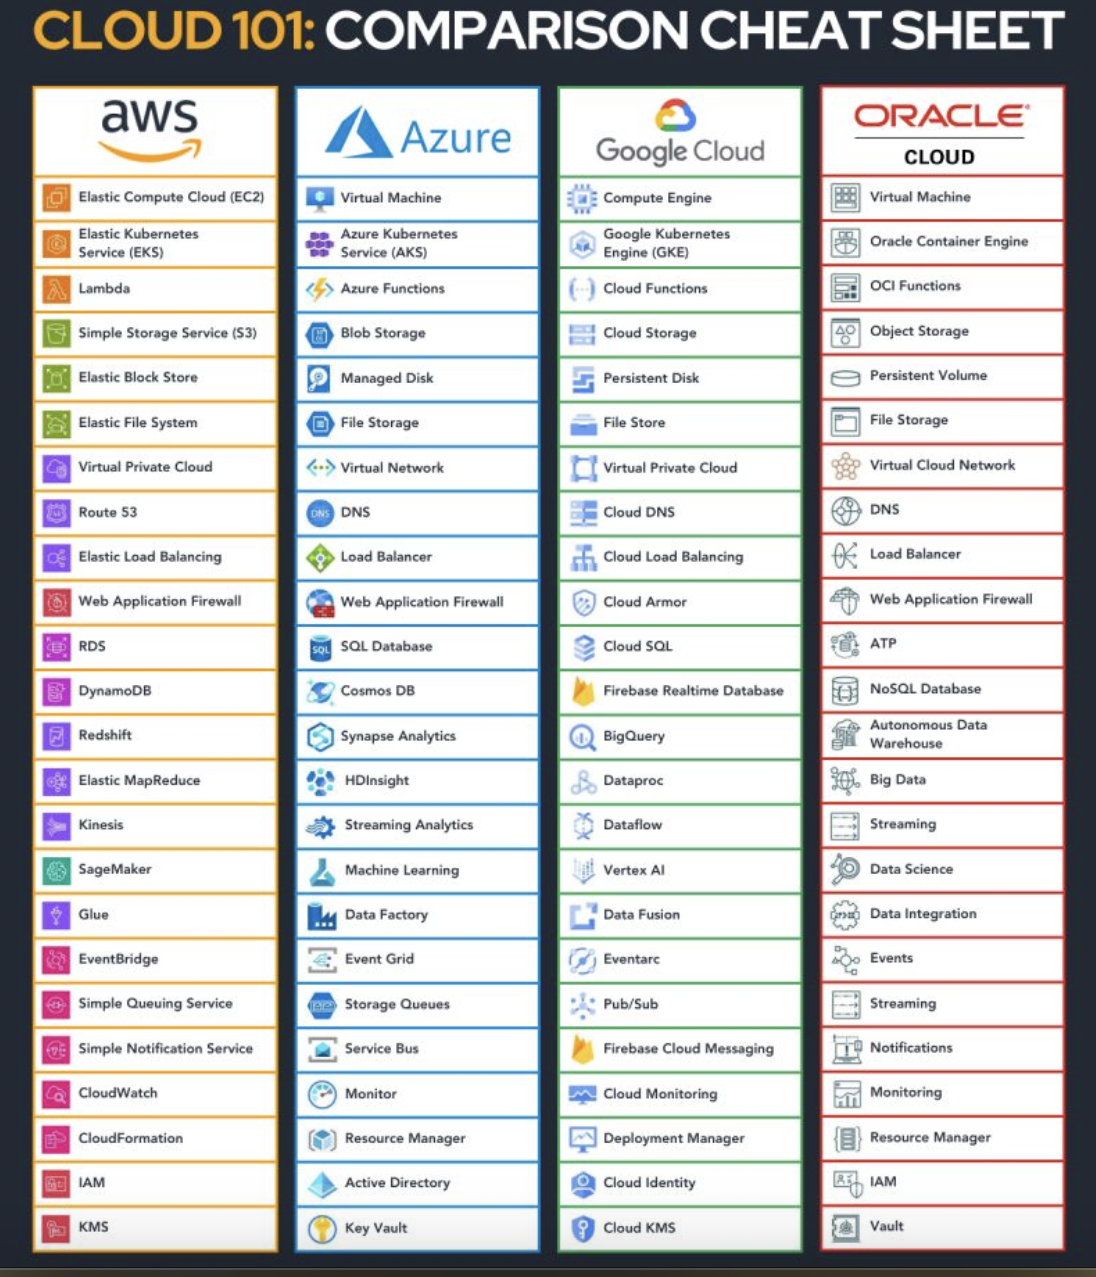 CLOUD 101: COMPARISON CHEAT SHEET
aws
Azure
Google Cloud
ORACLE
CLOUD
Elastic Compute Cloud (EC2)
Virtual Machine
Compute Engine
Virtual Machine
Elastic Kubernetes
Service (EKS)
Azure Kubernetes
Service (AKS)
Google Kubernetes
Engine (GKE)
Oracle Container Engine
Lambda
Azure Functions
Cloud Functions
OCI Functions
Simple Storage Service (S3)
Blob Storage
Cloud Storage
Object Storage
Elastic Block Store
Managed Disk
Persistent Disk
Persistent Volume
Elastic File System
File Storage
File Store
File Storage
Virtual Private Cloud
Virtual Network
Virtual Private Cloud
Virtual Cloud Network
Route 53
DNS
DNS
Cloud DNS
DNS
Elastic Load Balancing
Load Balancer
Cloud Load Balancing
Load Balancer
Web Application Firewall
Web Application Firewall
Cloud Armor
Web Application Firewall
RDS
SQL
SQL Database
Cloud SQL
ATP
DynamoDB
Cosmos DB
Firebase Realtime Database
NoSQL Database
Redshift
Synapse Analytics
BigQuery
Autonomous Data
Warehouse
Elastic MapReduce
HDInsight
Dataproc
Big Data
Kinesis
Streaming Analytics
Dataflow
Streaming
SageMaker
Machine Learning
Vertex AI
Data Science
Glue
Data Factory
Data Fusion
Data Integration
EventBridge
Event Grid
Eventarc
Events
Simple Queuing Service
Storage Queues
Pub/Sub
Streaming
Simple Notification Service
Service Bus
Firebase Cloud Messaging
Notifications
CloudWatch
Monitor
Cloud Monitoring
Monitoring
CloudFormation
Resource Manager
Deployment Manager
Resource Manager
IAM
Active Directory
Cloud Identity
IAM
KMS
Key Vault
Cloud KMS
Vault